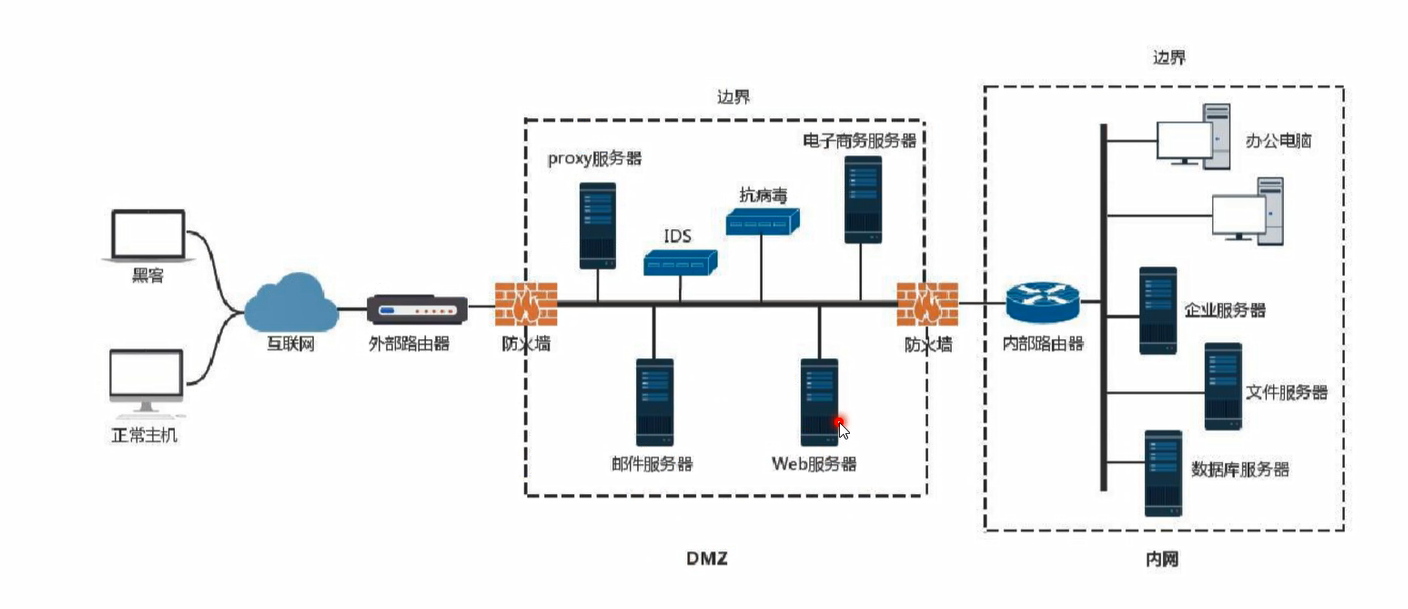 边界
边界
电子商务服务器
proxy服务器
办公电脑
抗病毒
IDS
黑客
企业服务器
互联网
外部路由器
防火墙
防火墙
内部路由器
文件服务器
正常主机
邮件服务器
Web服务器
数据库服务器
DMZ
内网